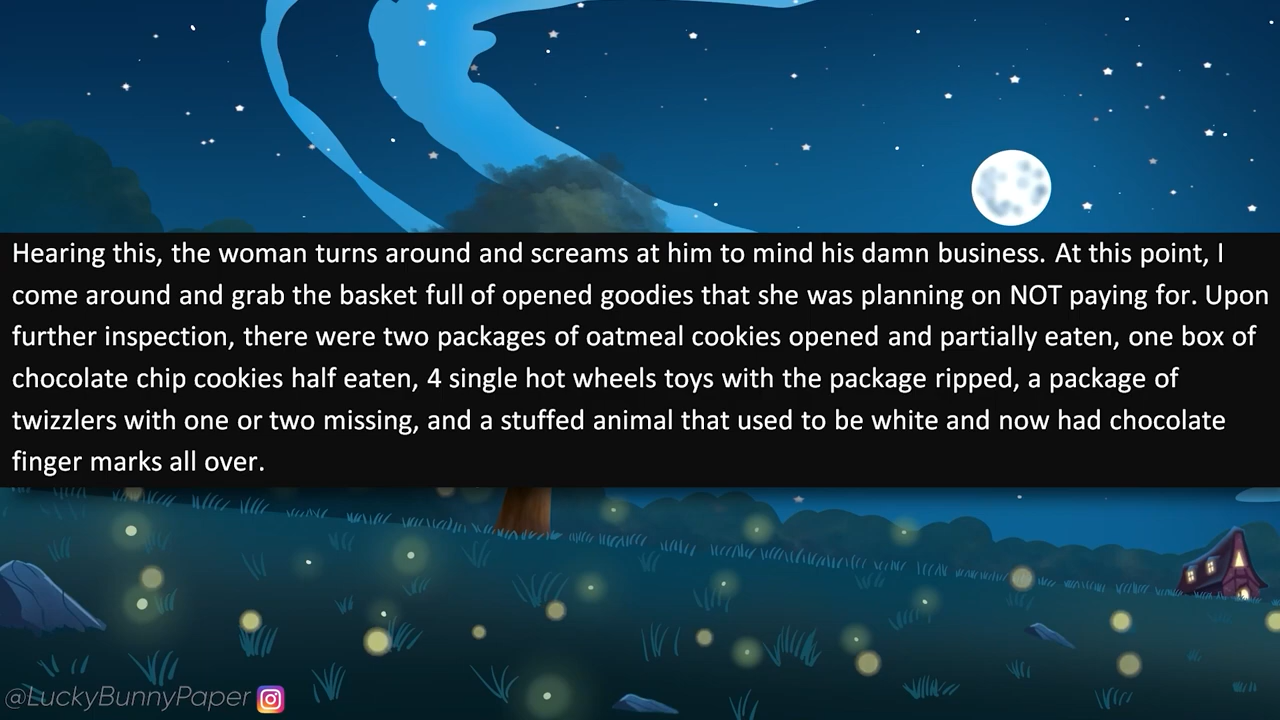 Hearing this, the woman turns around and screams at him to mind his damn business. At this point, I
come around and grab the basket full of opened goodies that she was planning on NOT paying for. Upon
further inspection, there were two packages of oatmeal cookies opened and partially eaten, one box of
chocolate chip cookies half eaten, 4 single hot wheels toys with the package ripped, a package of
twizzlers with one or two missing, and a stuffed animal that used to be white and now had chocolate
finger marks all over.
@LuckyBunnyPaper